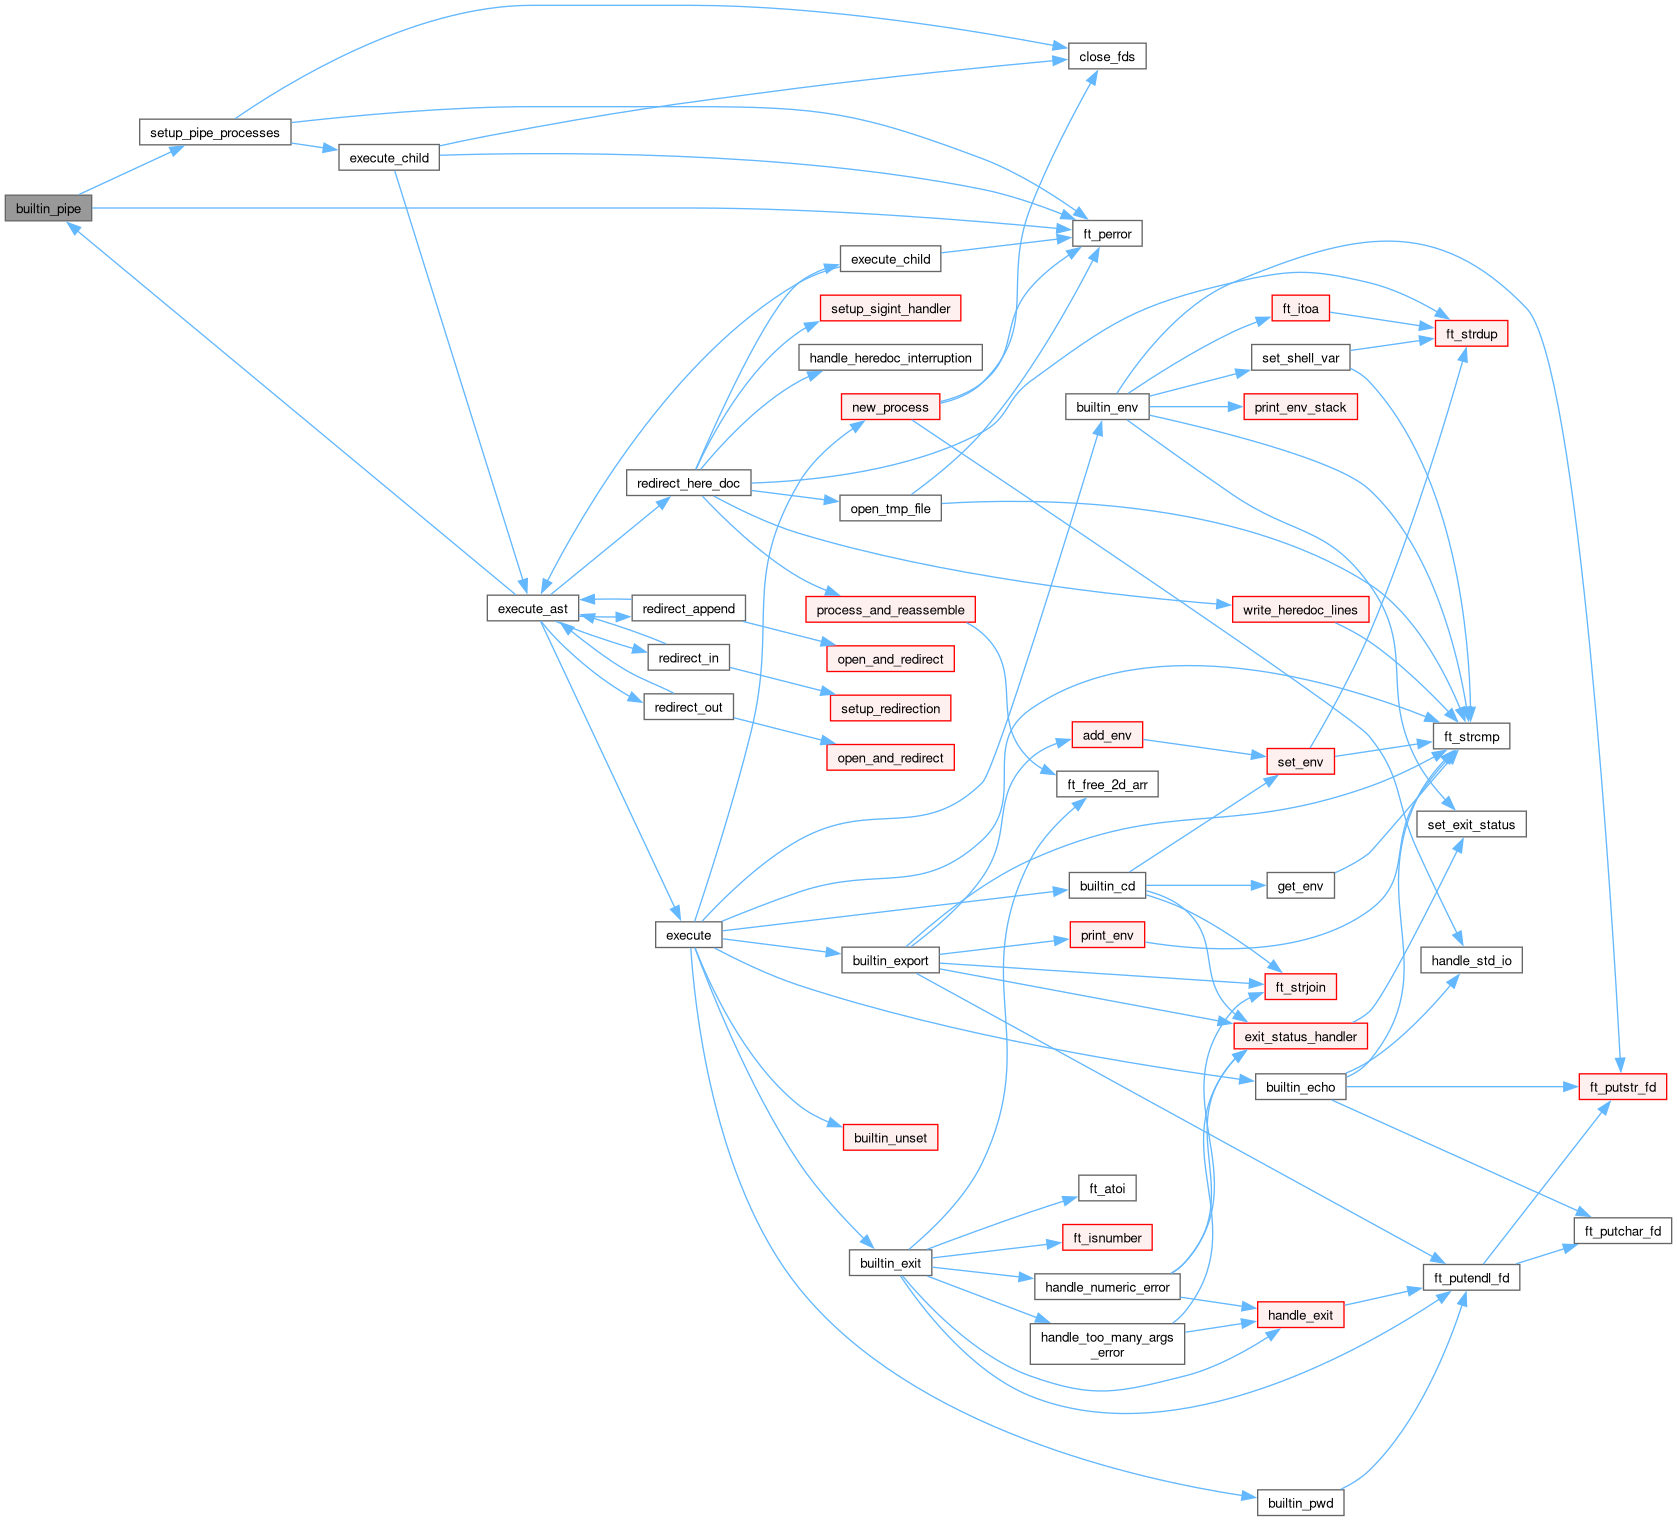 close_fds
setup_pipe_processes
execute_child
builtin_pipe
ft_perror
execute_child
setup_sigint_handler
ft_itoa
ft_strdup
handle_heredoc_interruption
set_shell_var
new_process
builtin_env
print_env_stack
redirect_here_doc
open_tmp_file
execute_ast
redirect_append
process_and_reassemble
write_heredoc_lines
redirect_in
open_and_redirect
redirect_out
setup_redirection
add_env
ft_strcmp
open_and_redirect
set_env
ft_free_2d_arr
set_exit_status
builtin_cd
get_env
execute
print_env
builtin_export
handle_std_io
ft_strjoin
exit_status_handler
builtin_echo
ft_putstr_fd
builtin_unset
ft_atoi
ft_isnumber
ft_putchar_fd
builtin_exit
handle_numeric_error
ft_putendl_fd
handle_exit
handle_too_many_args
_error
builtin_pwd